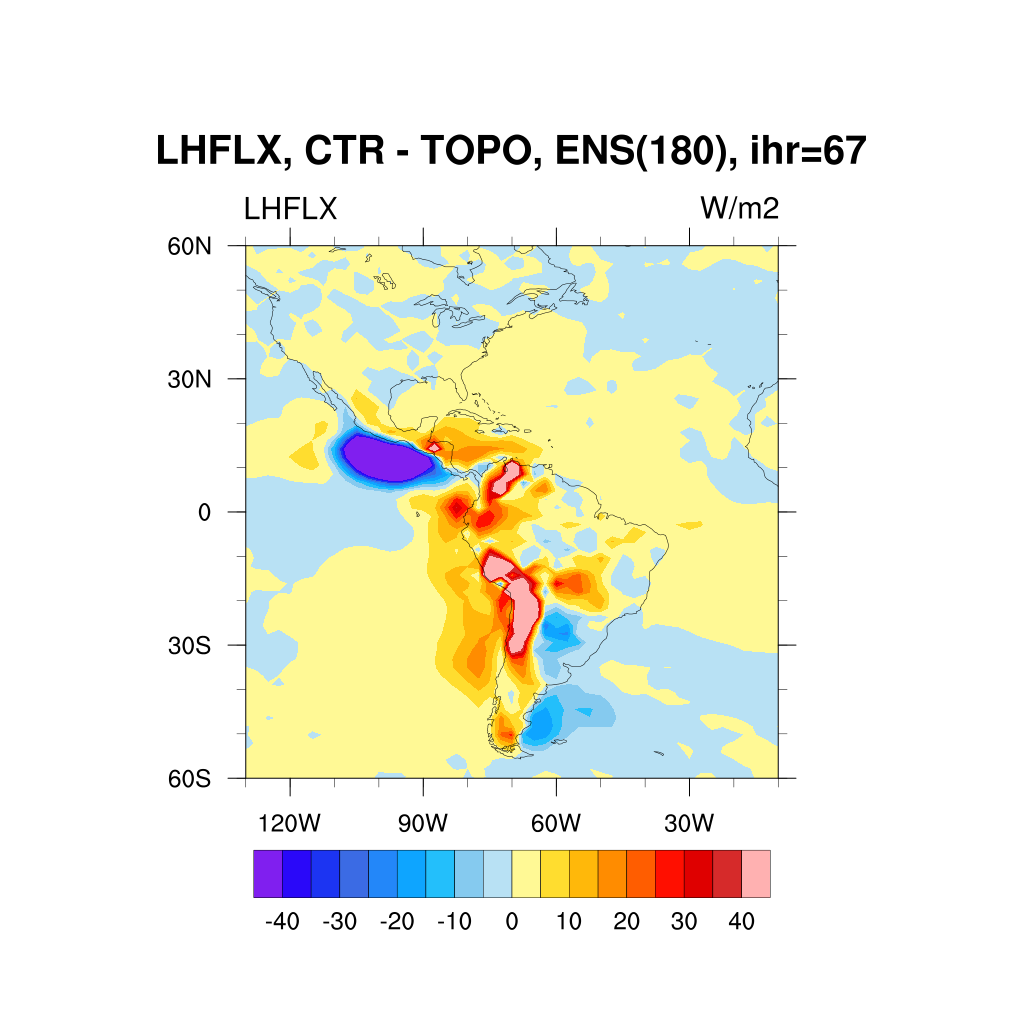 LHFLX, CTR - TOPO, ENS(180), ihr=67
LHFLX W/m2
60N
30N
0
30S
60S
120W 90W 60W 30W
-40 -30 -20 -10 0 10 20 30 40